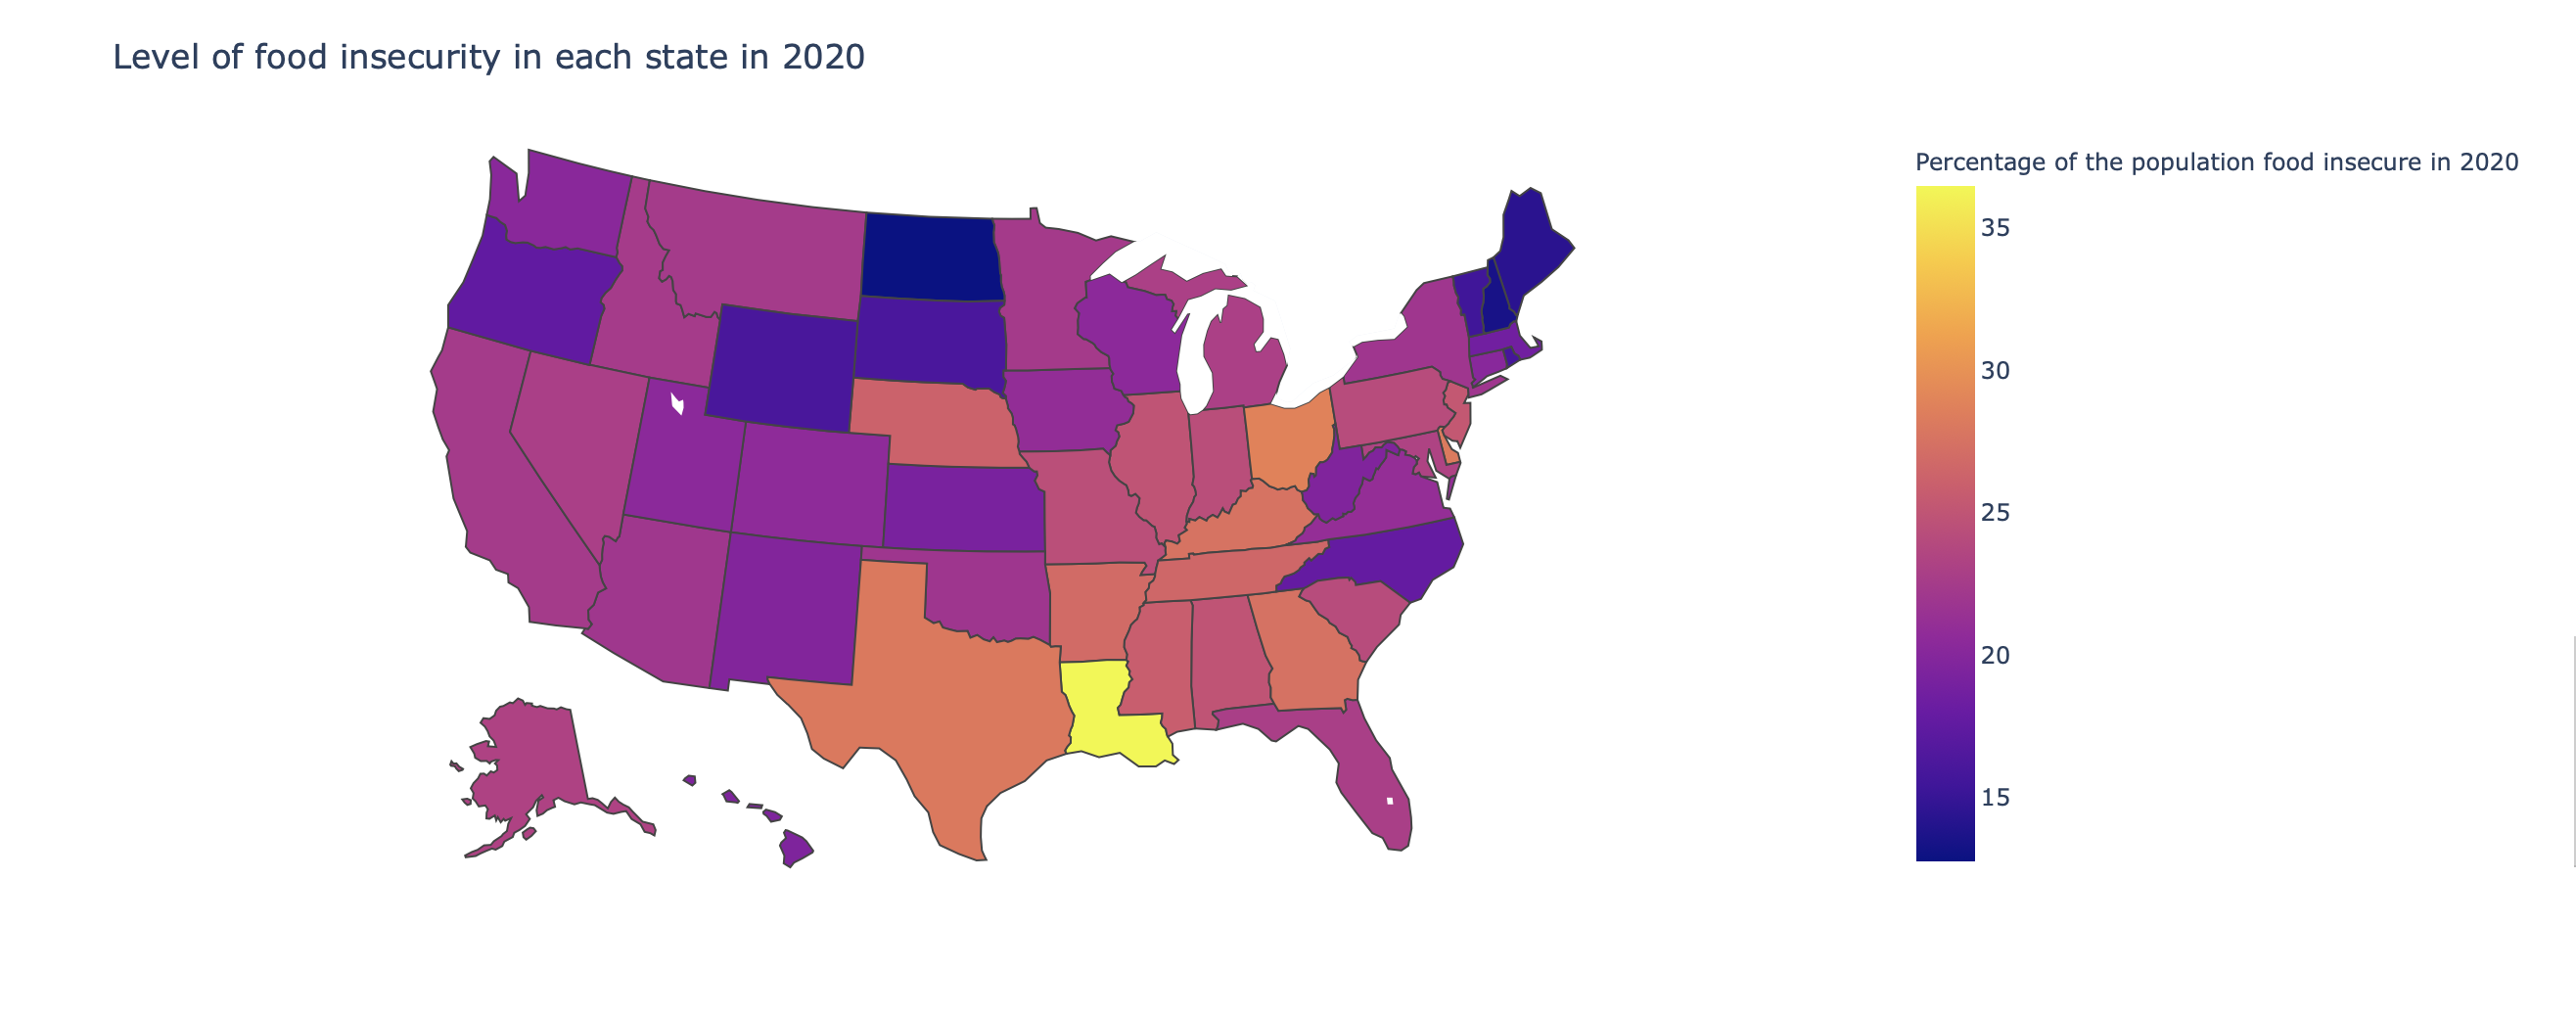 Level of food insecurity in each state in 2020
Percentage of the population food insecure in 2020
35
30
25
20
15